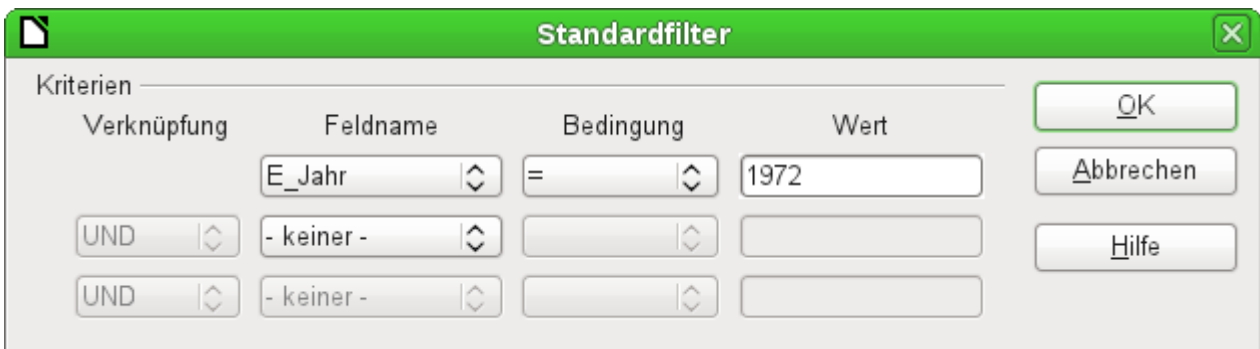 Standardfilter
Kriterien
OK
Verknüpfung Feldname Bedingung Wert
E_Jahr = 1972
Abbrechen
UND - keiner -
Hilfe
UND - keiner -